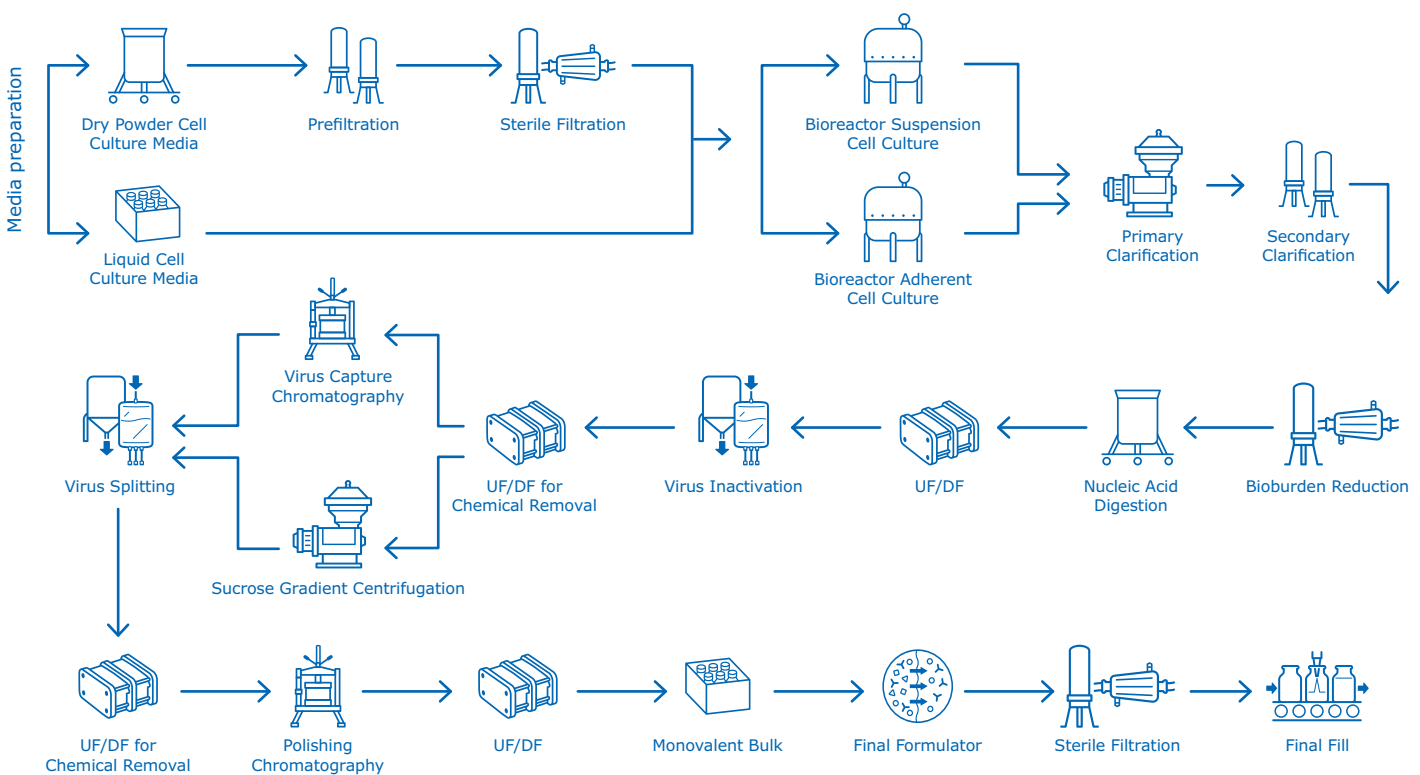 Media preparation
Dry Powder Cell
Culture Media
Prefiltration
Sterile Filtration
Liquid Cell
Culture Media
Bioreactor Suspension
Cell Culture
Bioreactor Adherent
Cell Culture
Primary
Clarification
Secondary
Clarification
Bioburden Reduction
Nucleic Acid
Digestion
UF/DF
Virus Inactivation
UF/DF for
Chemical Removal
Virus Capture
Chromatography
Sucrose Gradient Centrifugation
Virus Splitting
UF/DF for
Chemical Removal
Polishing
Chromatography
UF/DF
Monovalent Bulk
Final Formulator
Sterile Filtration
Final Fill